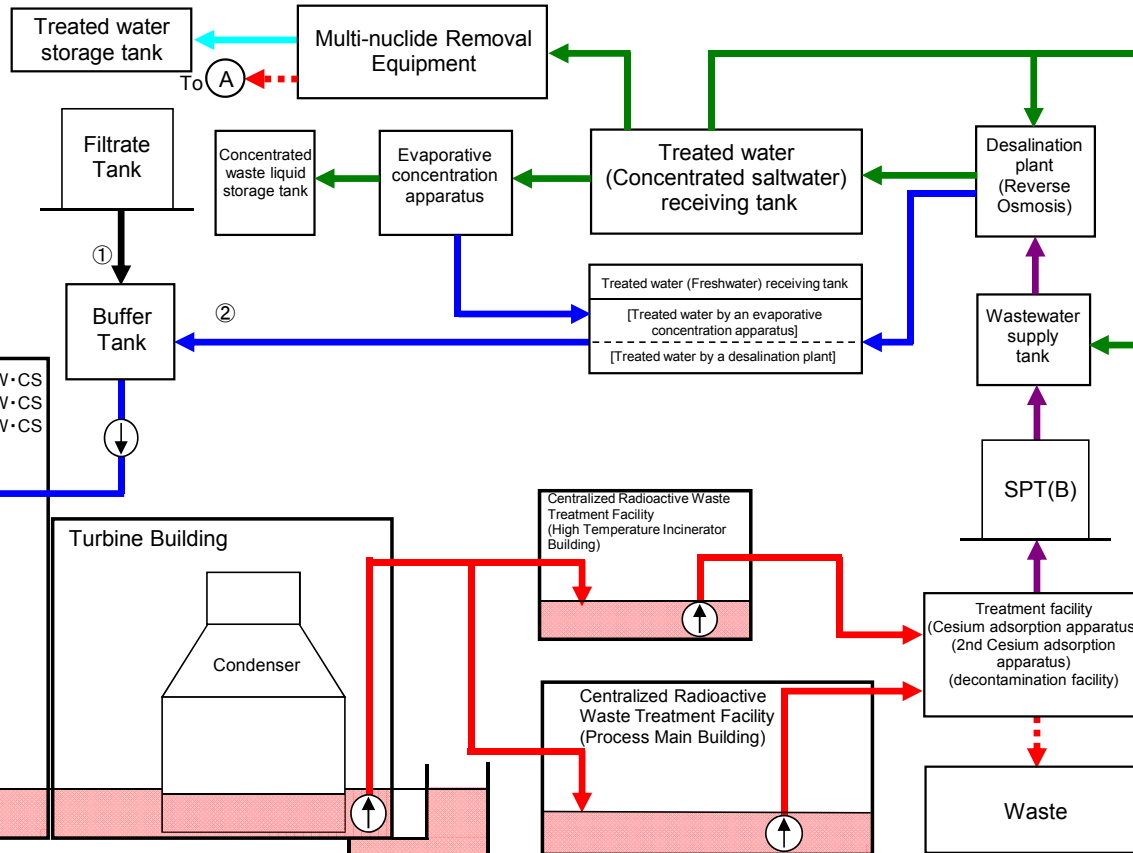 Treated water
storage tank
Multi-nuclide Removal
Equipment
To
A
Filtrate
Tank
Concentrated
waste liquid
storage tank
Evaporative
concentration
apparatus
Treated water
(Concentrated saltwater)
receiving tank
Desalination
plant
(Reverse
Osmosis)
①
Buffer
Tank
②
Treated water (Freshwater) receiving tank
[Treated water by an evaporative
concentration apparatus]
[Treated water by a desalination plant]
Wastewater
supply
tank
W・CS
W・CS
W・CS
SPT(B)
Turbine Building
Condenser
Centralized Radioactive Waste
Treatment Facility
(High Temperature Incinerator
Building)
Treatment facility
(Cesium adsorption apparatus
(2nd Cesium adsorption
apparatus)
(decontamination facility)
Centralized Radioactive
Waste Treatment Facility
(Process Main Building)
Waste